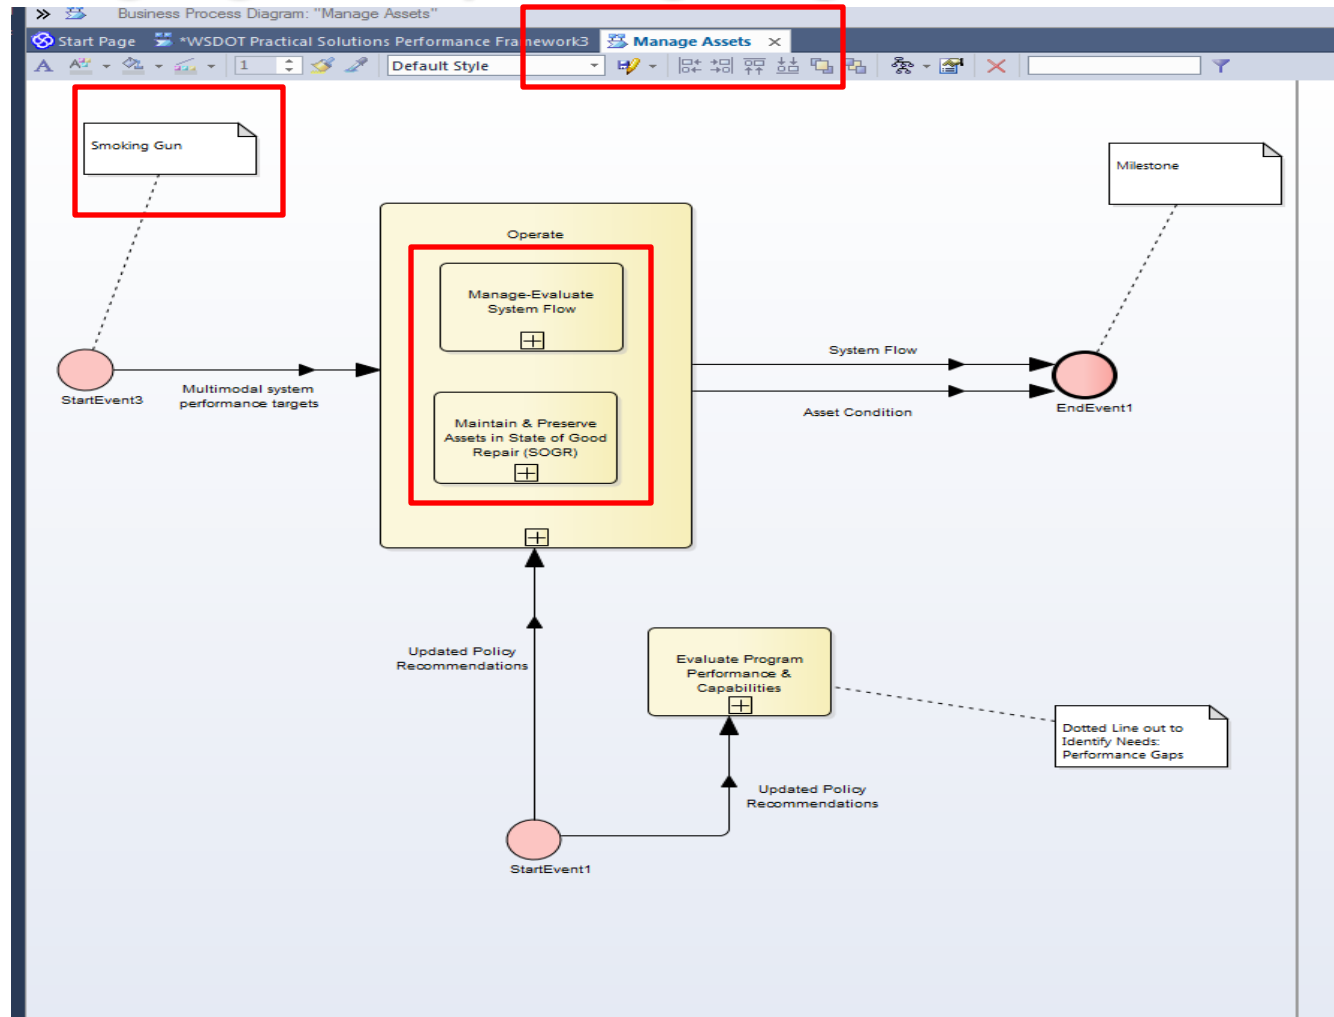 Business Process Diagram: "Manage Assets"
Start Page
*WSDOT Practical Solutions Performance Framework3
Manage Assets
1
Default Style
Smoking Gun
Milestone
Operate
Manage-Evaluate
System Flow
StartEvent3
Multimodal system
performance targets
System Flow
EndEvent1
Asset Condition
Maintain & Preserve
Assets in State of Good
Repair (SOGR)
Updated Policy
Recommendations
Evaluate Program
Performance &
Capabilities
Dotted Line out to
Identify Needs:
Performance Gaps
Updated Policy
Recommendations
StartEvent1